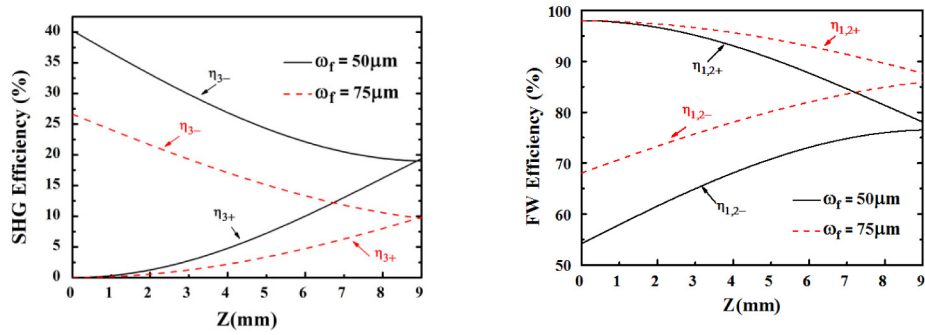 SHG Efficiency (%)
40
35
30
25
20
15
10
5
0
0 1 2 3 4 5 6 7 8 9
Z(mm)
η3−
ωf = 50μm
ωf = 75μm
η3−
η3+
η3+
FW Efficiency (%)
100
90
80
70
60
50
0 1 2 3 4 5 6 7 8 9
Z(mm)
η1,2+
η1,2+
η1,2−
η1,2−
ωf = 50μm
ωf = 75μm